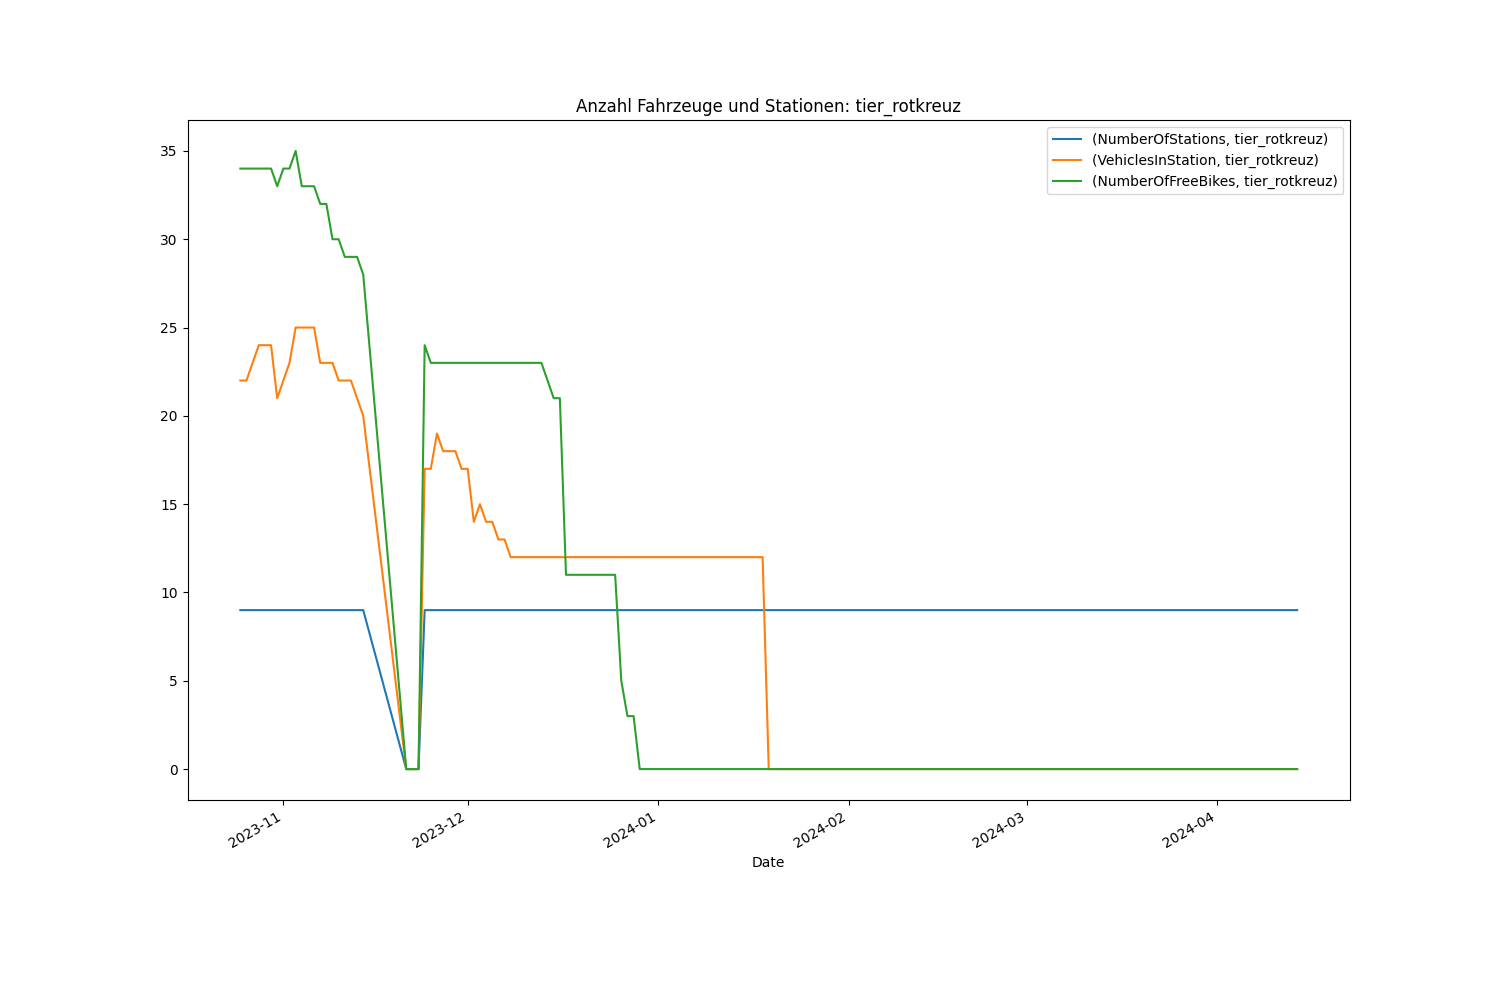 Anzahl Fahrzeuge und Stationen: tier_rotkreuz
(NumberOfStations, tier_rotkreuz)
(VehiclesInStation, tier_rotkreuz)
(NumberOfFreeBikes, tier_rotkreuz)
35
30
25
20
15
10
5
0
2023-11
2023-12
2024-01
2024-02
2024-03
2024-04
Date